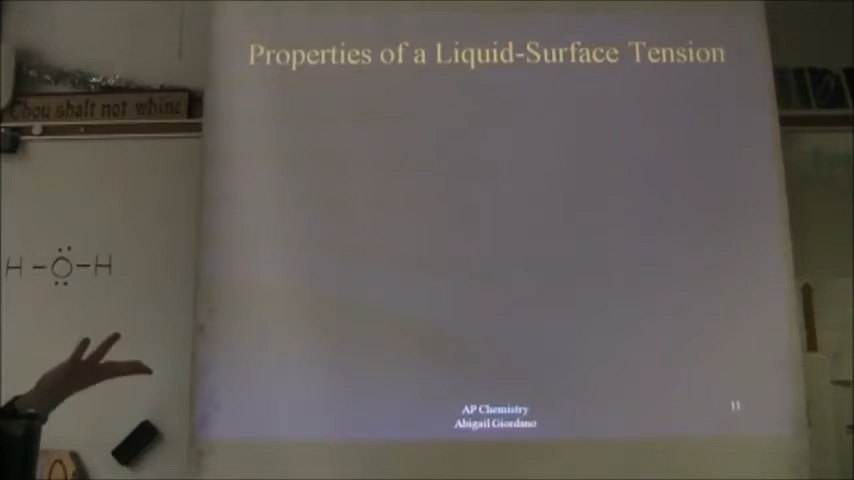 Properties of a Liquid-Surface Tension
Thou shalt not whine
H - O - H
AP Chemistry
11
Abigail Giordano